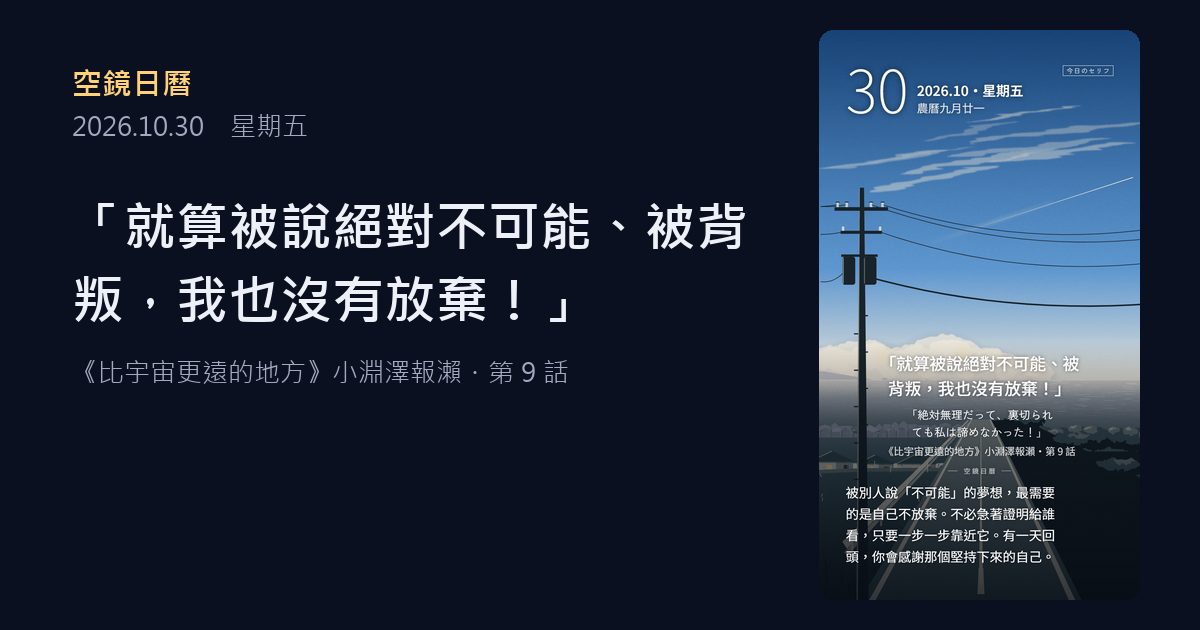 空鏡日曆
2026.10.30　星期五
「就算被說絕對不可能、被背
叛，我也沒有放棄！」
《比宇宙更遠的地方》小淵澤報瀨・第 9 話
30
今日のセリフ
2026.10・星期五
農曆九月廿一
「就算被說絕對不可能、被
背叛，我也沒有放棄！」
「絶対無理だって、裏切られ
ても私は諦めなかった！」
《比宇宙更遠的地方》小淵澤報瀨・第 9 話
— 空鏡日曆 —
被別人說「不可能」的夢想，最需要
的是自己不放棄。不必急著證明給誰
看，只要一步一步靠近它。有一天回
頭，你會感謝那個堅持下來的自己。